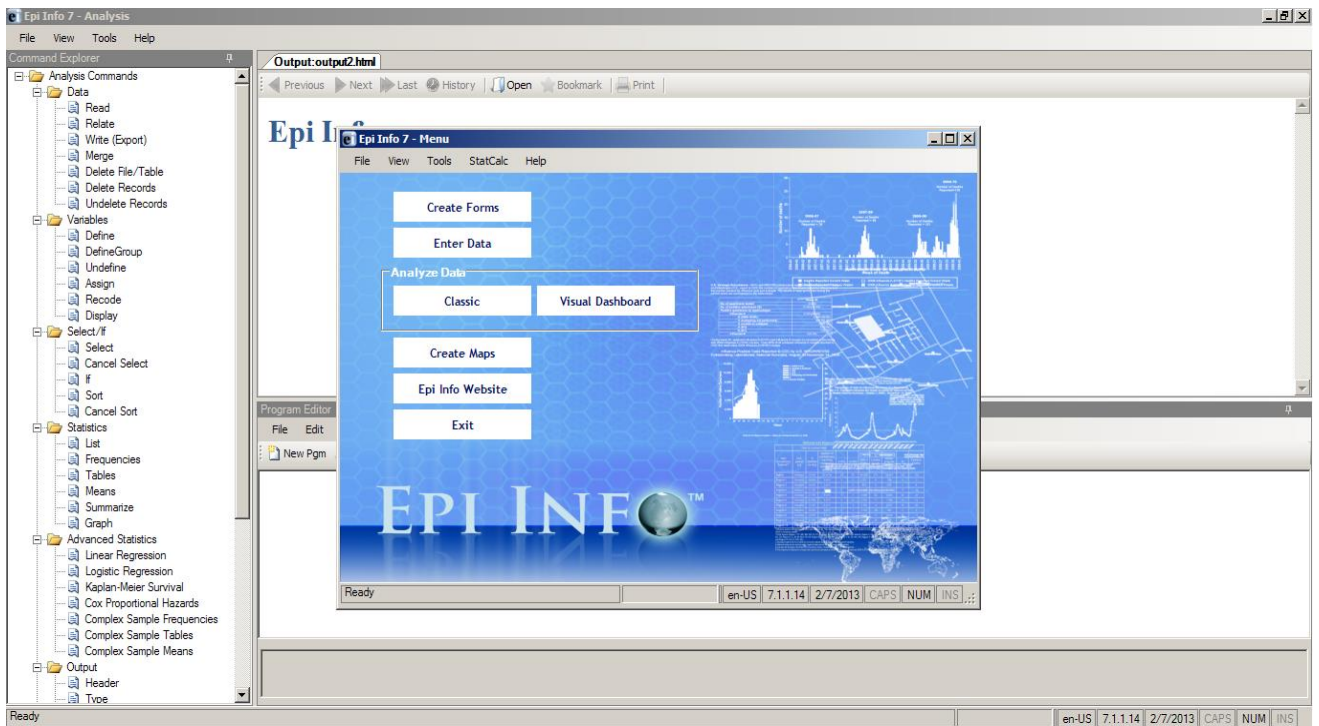 Epi Info 7 - Analysis
File View Tools Help
Command Explorer
Analysis Commands
Data
Read
Relate
Write (Export)
Merge
Delete File/Table
Delete Records
Undelete Records
Variables
Define
DefineGroup
Undefine
Assign
Recode
Display
Select/If
Select
Cancel Select
If
Sort
Cancel Sort
Statistics
List
Frequencies
Tables
Means
Summarize
Graph
Advanced Statistics
Linear Regression
Logistic Regression
Kaplan-Meier Survival
Cox Proportional Hazards
Complex Sample Frequencies
Complex Sample Tables
Complex Sample Means
Output
Header
Type
Output:output2.html
Previous Next Last History Open Bookmark Print
Epi
Epi Info 7 - Menu
File View Tools StatCalc Help
Create Forms
Enter Data
Analyze Data
Classic Visual Dashboard
Create Maps
Epi Info Website
Exit
EPI INFO™
Ready en-US 7.1.1.14 2/7/2013 CAPS NUM INS
Program Editor
File Edit
New Pgm
Ready en-US 7.1.1.14 2/7/2013 CAPS NUM INS